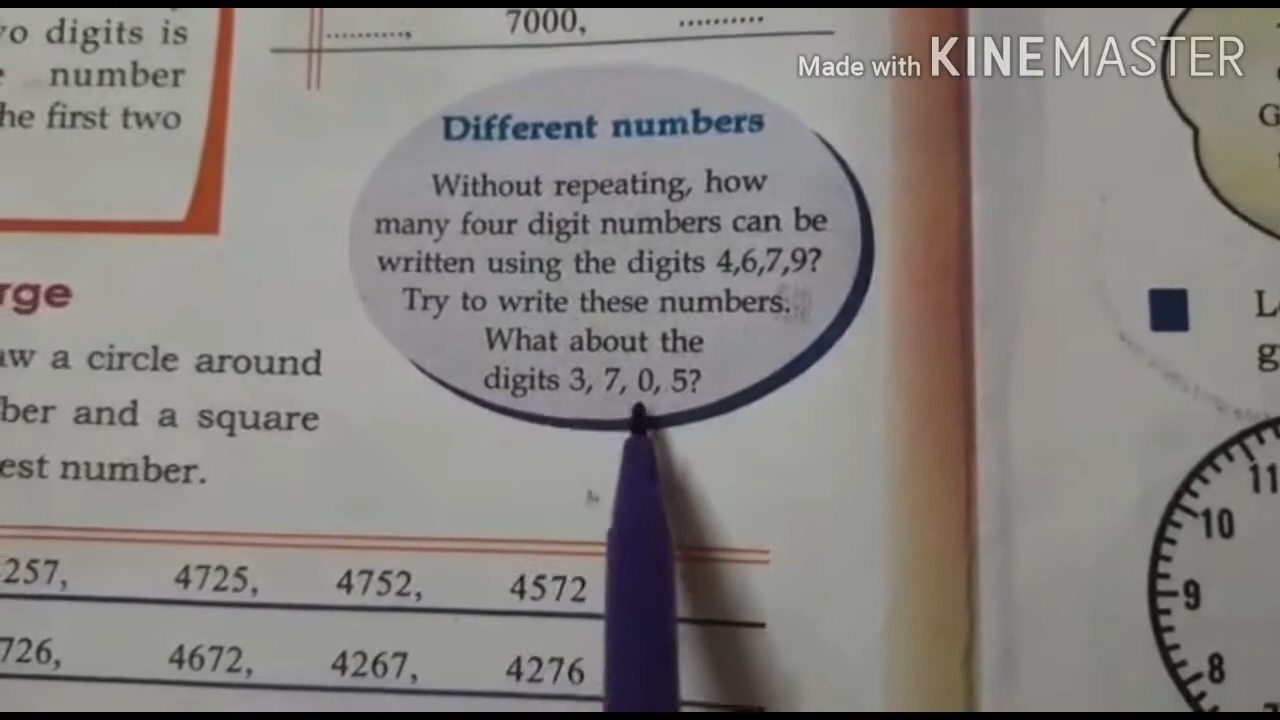 o digits is
number
he first two
7000,
Made with KINEMASTER
Different numbers
Without repeating, how
many four digit numbers can be
written using the digits 4,6,7,9?
Try to write these numbers.
What about the
digits 3, 7, 0, 5?
rge
aw a circle around
ber and a square
est number.
257, 4725, 4752, 4572
726, 4672, 4267, 4276
G
L
g
11
10
9
8